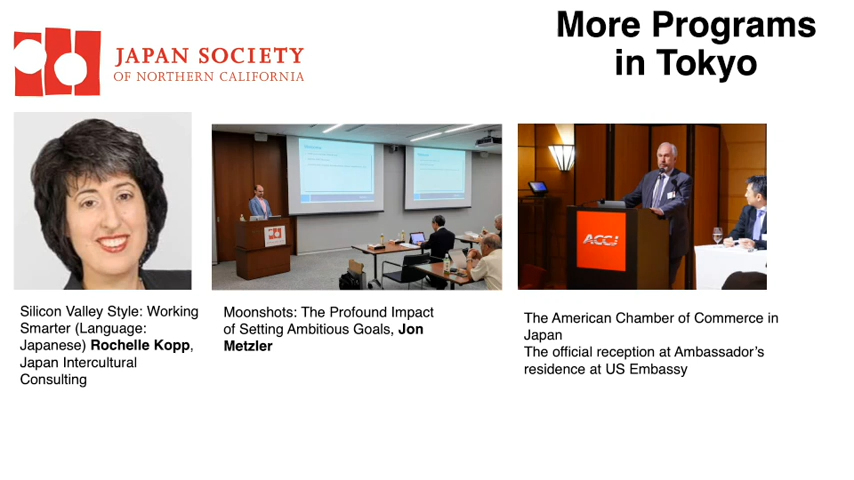 More Programs
in Tokyo
JAPAN SOCIETY
OF NORTHERN CALIFORNIA
ACCJ
Silicon Valley Style: Working
Smarter (Language:
Japanese) Rochelle Kopp,
Japan Intercultural
Consulting
Moonshots: The Profound Impact
of Setting Ambitious Goals, Jon
Metzler
The American Chamber of Commerce in
Japan
The official reception at Ambassador’s
residence at US Embassy